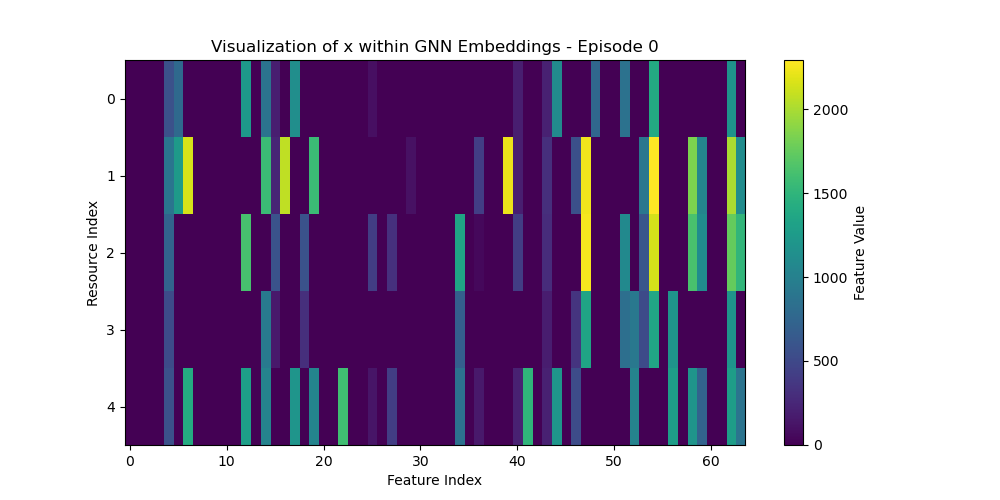 Visualization of x within GNN Embeddings - Episode 0
Resource Index
0
1
2
3
4
0 10 20 30 40 50 60
Feature Index
2000
1500
1000
500
0
Feature Value